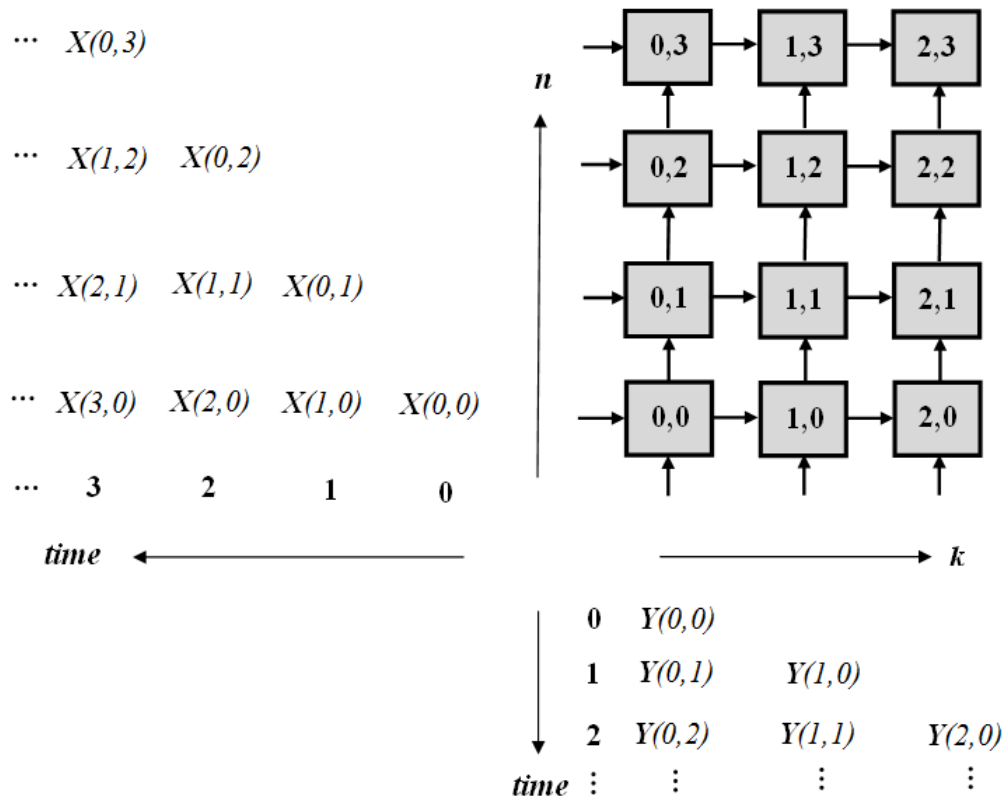 ... X(0,3) 0,3 1,3 2,3
n
... X(1,2) X(0,2) 0,2 1,2 2,2
... X(2,1) X(1,1) X(0,1) 0,1 1,1 2,1
... X(3,0) X(2,0) X(1,0) X(0,0) 0,0 1,0 2,0
... 3 2 1 0
time k
0 Y(0,0)
1 Y(0,1) Y(1,0)
2 Y(0,2) Y(1,1) Y(2,0)
time ⋮ ⋮ ⋮ ⋮